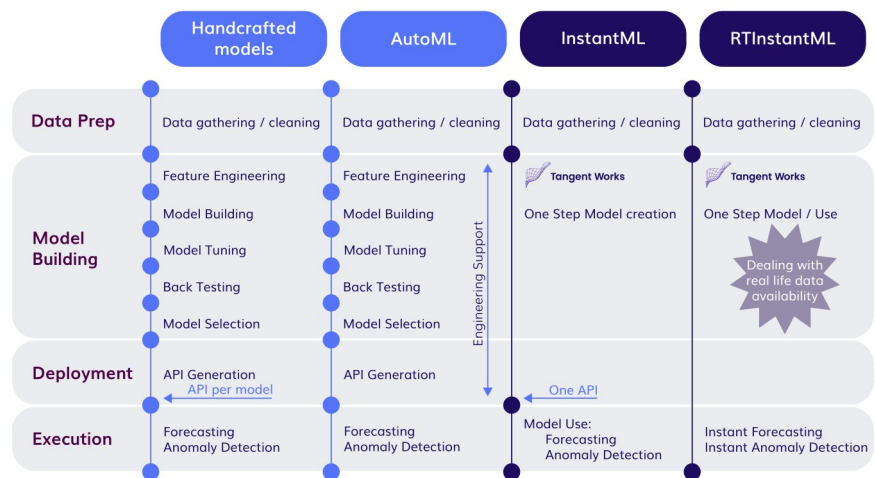 Handcrafted
models
AutoML
InstantML
RTInstantML
Data Prep
Data gathering / cleaning
Data gathering / cleaning
Data gathering / cleaning
Data gathering / cleaning
Model
Building
Feature Engineering
Model Building
Model Tuning
Back Testing
Model Selection
Feature Engineering
Model Building
Model Tuning
Back Testing
Model Selection
Engineering Support
Tangent Works
One Step Model creation
Tangent Works
One Step Model / Use
Dealing with
real life data
availability
Deployment
API Generation
API per model
API Generation
One API
Execution
Forecasting
Anomaly Detection
Forecasting
Anomaly Detection
Model Use:
Forecasting
Anomaly Detection
Instant Forecasting
Instant Anomaly Detection